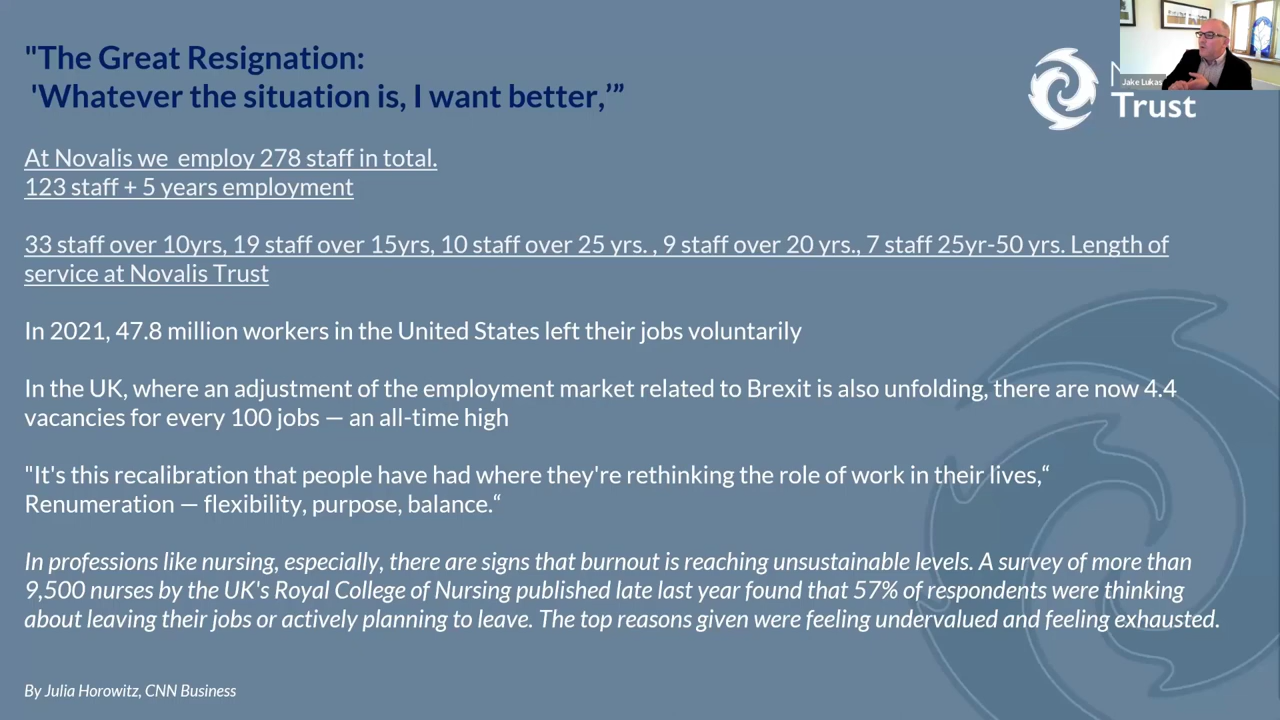 "The Great Resignation:
'Whatever the situation is, I want better,’”
Jake Lukas
Trust
At Novalis we  employ 278 staff in total.
123 staff + 5 years employment
33 staff over 10yrs, 19 staff over 15yrs, 10 staff over 25 yrs. , 9 staff over 20 yrs., 7 staff 25yr-50 yrs. Length of
service at Novalis Trust
In 2021, 47.8 million workers in the United States left their jobs voluntarily
In the UK, where an adjustment of the employment market related to Brexit is also unfolding, there are now 4.4
vacancies for every 100 jobs — an all-time high
"It's this recalibration that people have had where they're rethinking the role of work in their lives,“
Renumeration — flexibility, purpose, balance.“
In professions like nursing, especially, there are signs that burnout is reaching unsustainable levels. A survey of more than
9,500 nurses by the UK's Royal College of Nursing published late last year found that 57% of respondents were thinking
about leaving their jobs or actively planning to leave. The top reasons given were feeling undervalued and feeling exhausted.
By Julia Horowitz, CNN Business